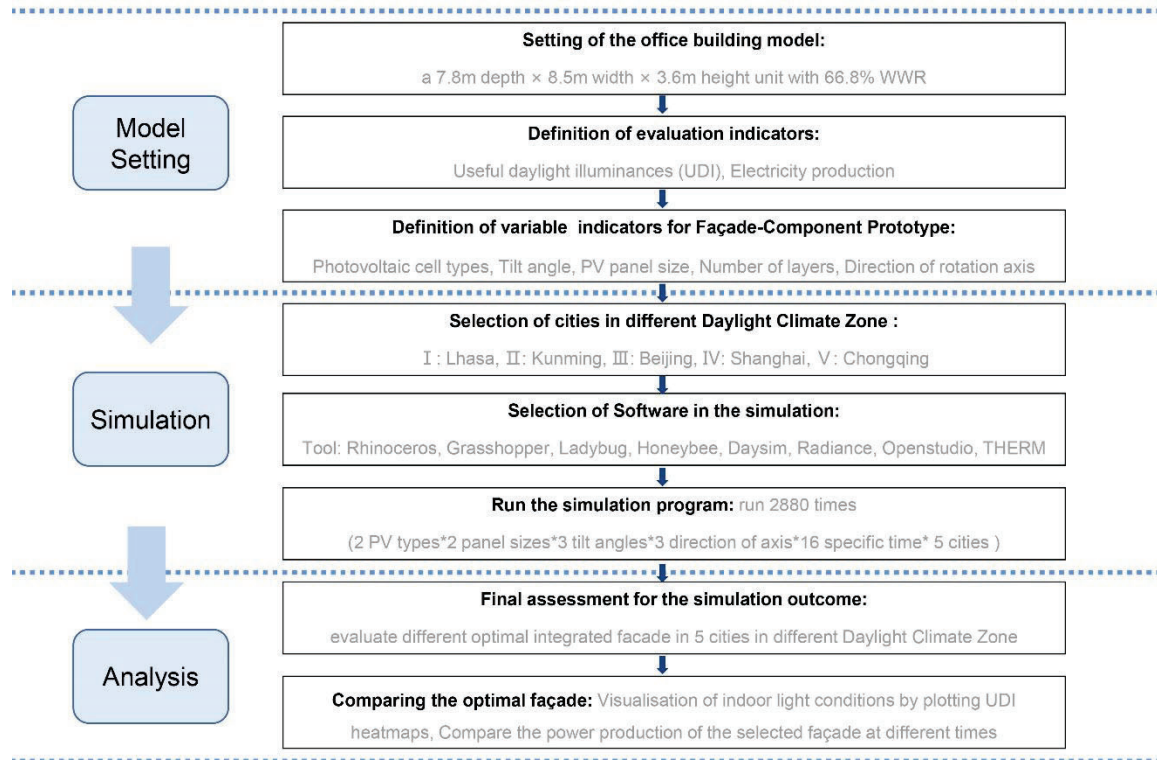 Model
Setting
Setting of the office building model:
a 7.8m depth × 8.5m width × 3.6m height unit with 66.8% WWR
Definition of evaluation indicators:
Useful daylight illuminances (UDI), Electricity production
Definition of variable indicators for Façade-Component Prototype:
Photovoltaic cell types, Tilt angle, PV panel size, Number of layers, Direction of rotation axis
Simulation
Selection of cities in different Daylight Climate Zone :
Ⅰ: Lhasa, Ⅱ: Kunming, Ⅲ: Beijing, Ⅳ: Shanghai, Ⅴ: Chongqing
Selection of Software in the simulation:
Tool: Rhinoceros, Grasshopper, Ladybug, Honeybee, Daysim, Radiance, Openstudio, THERM
Run the simulation program: run 2880 times
(2 PV types*2 panel sizes*3 tilt angles*3 direction of axis*16 specific time* 5 cities )
Analysis
Final assessment for the simulation outcome:
evaluate different optimal integrated facade in 5 cities in different Daylight Climate Zone
Comparing the optimal façade: Visualisation of indoor light conditions by plotting UDI
heatmaps, Compare the power production of the selected façade at different times